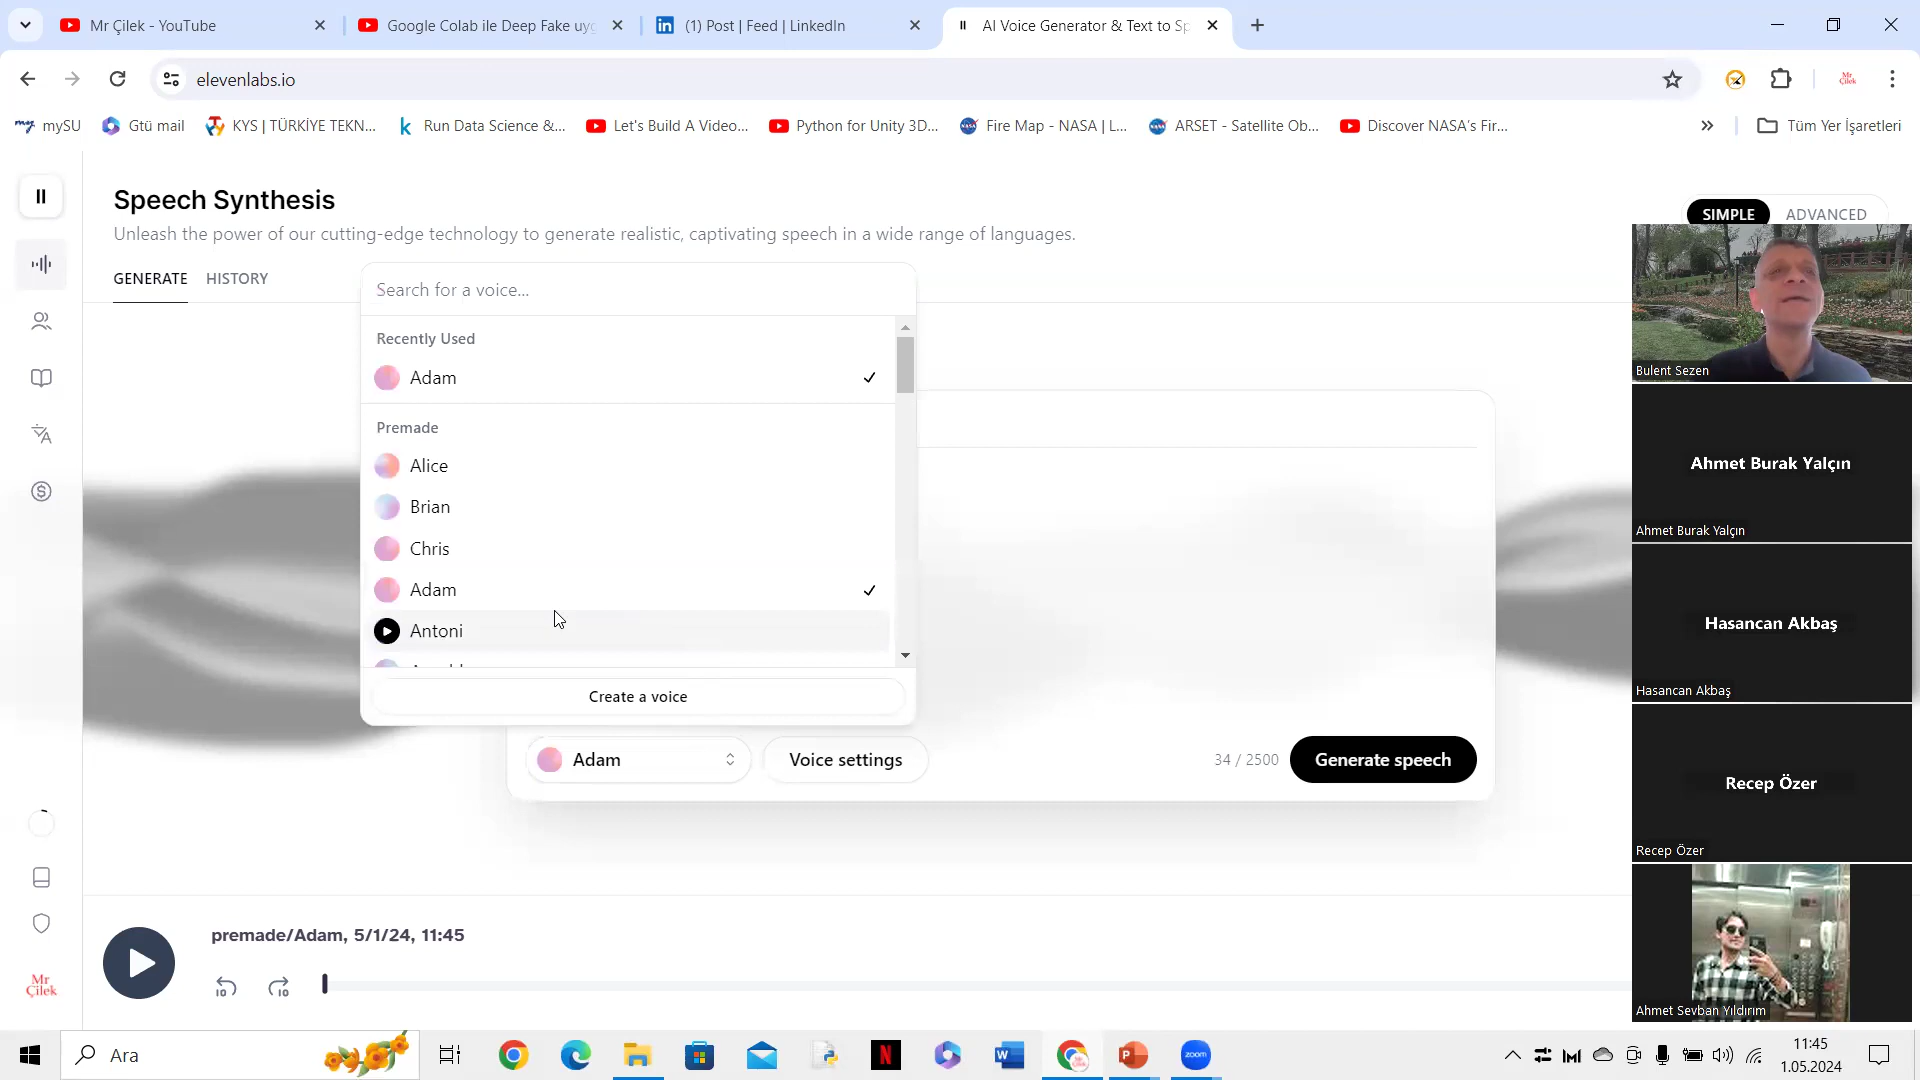 Mr Çilek - YouTube
Google Colab ile Deep Fake uyg
(1) Post | Feed | LinkedIn
AI Voice Generator & Text to Sp
elevenlabs.io
Mr Çilek
mySU
Gtü mail
KYS | TÜRKİYE TEKN...
Run Data Science &...
Let's Build A Video...
Python for Unity 3D...
Fire Map - NASA | L...
ARSET - Satellite Ob...
Discover NASA's Fir...
Tüm Yer İşaretleri
Speech Synthesis
SIMPLE
ADVANCED
Unleash the power of our cutting-edge technology to generate realistic, captivating speech in a wide range of languages.
GENERATE
HISTORY
Search for a voice...
Recently Used
Adam
Premade
Alice
Brian
Chris
Adam
Antoni
Create a voice
Adam
Voice settings
34 / 2500
Generate speech
premade/Adam, 5/1/24, 11:45
10
10
Mr
Çilek
Bulent Sezen
Ahmet Burak Yalçın
Ahmet Burak Yalçın
Hasancan Akbaş
Hasancan Akbaş
Recep Özer
Recep Özer
Ahmet Sevban Yıldırım
Ara
zoom
11:45
1.05.2024